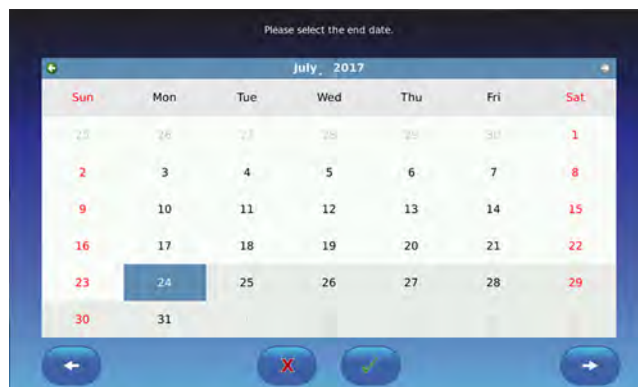 Please select the end date.
July, 2017
Sun Mon Tue Wed Thu Fri Sat
25 26 27 28 29 30 1
2 3 4 5 6 7 8
9 10 11 12 13 14 15
16 17 18 19 20 21 22
23 24 25 26 27 28 29
30 31